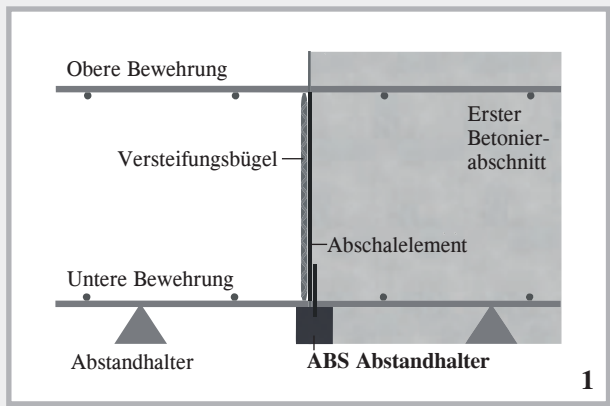 Obere Bewehrung
Erster
Betonier-
abschnitt
Versteifungsbügel
Abschalelement
Untere Bewehrung
Abstandhalter
ABS Abstandhalter
1